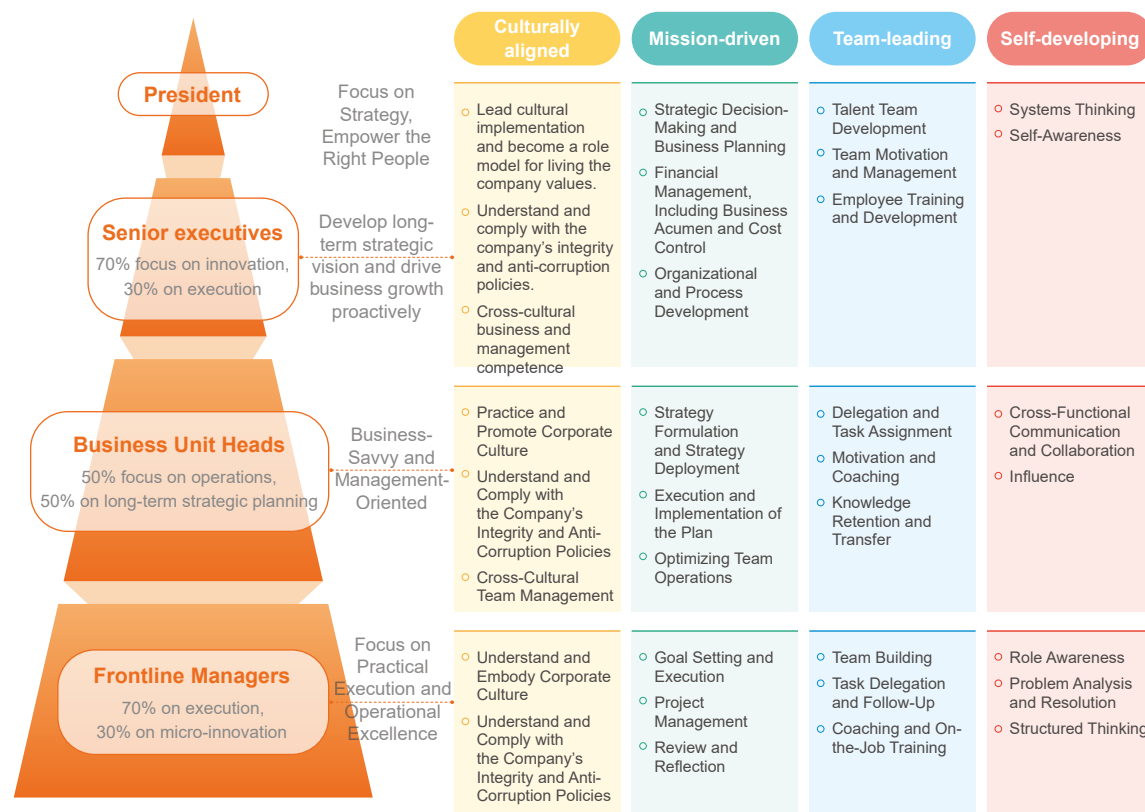 Culturally
aligned
Mission-driven
Team-leading
Self-developing
President
Focus on
Strategy,
Empower the
Right People
Senior executives
70% focus on innovation,
30% on execution
Develop long-
term strategic
vision and drive
business growth
proactively
Lead cultural
implementation
and become a role
model for living the
company values.
Understand and
comply with the
company’s integrity
and anti-corruption
policies.
Cross-cultural
business and
management
competence
Strategic Decision-
Making and
Business Planning
Financial
Management,
Including Business
Acumen and Cost
Control
Organizational
and Process
Development
Talent Team
Development
Team Motivation
and Management
Employee Training
and Development
Systems Thinking
Self-Awareness
Business Unit Heads
50% focus on operations,
50% on long-term strategic planning
Business-
Savvy and
Management-
Oriented
Practice and
Promote Corporate
Culture
Understand and
Comply with
the Company’s
Integrity and Anti-
Corruption Policies
Cross-Cultural
Team Management
Strategy
Formulation
and Strategy
Deployment
Execution and
Implementation of
the Plan
Optimizing Team
Operations
Delegation and
Task Assignment
Motivation and
Coaching
Knowledge
Retention and
Transfer
Cross-Functional
Communication
and Collaboration
Influence
Frontline Managers
70% on execution,
30% on micro-innovation
Focus on
Practical
Execution and
Operational
Excellence
Understand and
Embody Corporate
Culture
Understand and
Comply with
the Company’s
Integrity and Anti-
Corruption Policies
Goal Setting and
Execution
Project
Management
Review and
Reflection
Team Building
Task Delegation
and Follow-Up
Coaching and On-
the-Job Training
Role Awareness
Problem Analysis
and Resolution
Structured Thinking